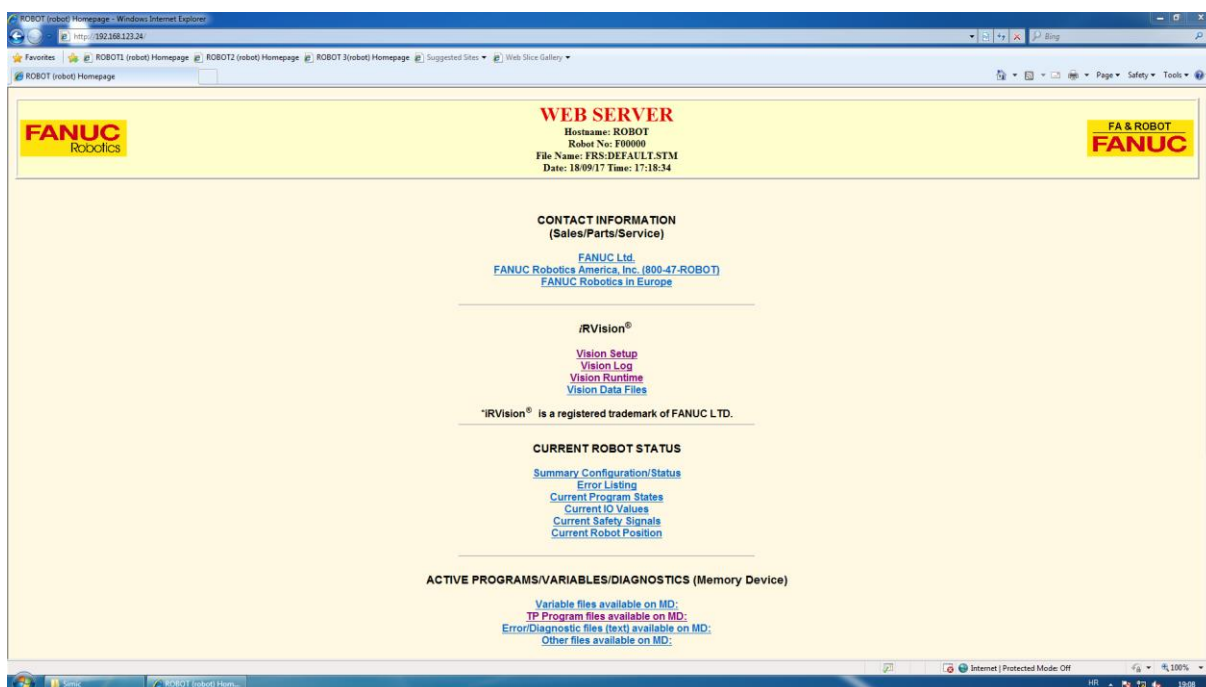 ROBOT (robot) Homepage - Windows Internet Explorer
http://192.168.123.24/
Bing
Favorites ROBOT1 (robot) Homepage ROBOT2 (robot) Homepage ROBOT 3(robot) Homepage Suggested Sites Web Slice Gallery
ROBOT (robot) Homepage
Page Safety Tools
FANUC
Robotics
WEB SERVER
Hostname: ROBOT
Robot No: F00000
File Name: FRS:DEFAULT.STM
Date: 18/09/17 Time: 17:18:34
FA & ROBOT
FANUC
CONTACT INFORMATION
(Sales/Parts/Service)
FANUC Ltd.
FANUC Robotics America, Inc. (800-47-ROBOT)
FANUC Robotics in Europe
iRVision®
Vision Setup
Vision Log
Vision Runtime
Vision Data Files
*iRVision® is a registered trademark of FANUC LTD.
CURRENT ROBOT STATUS
Summary Configuration/Status
Error Listing
Current Program States
Current IO Values
Current Safety Signals
Current Robot Position
ACTIVE PROGRAMS/VARIABLES/DIAGNOSTICS (Memory Device)
Variable files available on MD:
TP Program files available on MD:
Error/Diagnostic files (text) available on MD:
Other files available on MD:
Internet | Protected Mode: Off
100%
Simic
ROBOT (robot) Hom...
HR
19:08